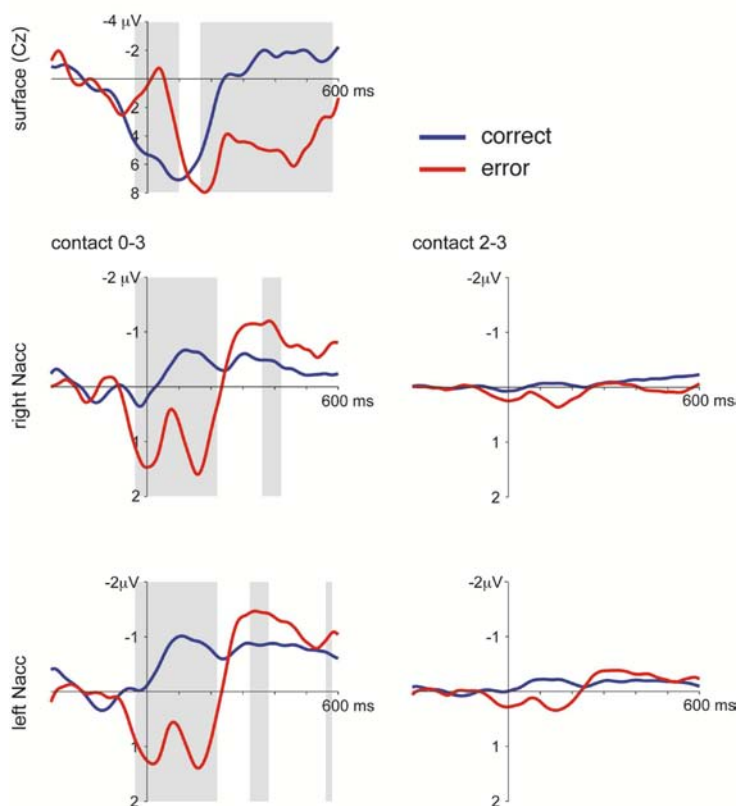 -4 µV
-2
2
4
6
8
600 ms
surface (Cz)
correct
error
contact 0-3
contact 2-3
-2 µV
-1
1
2
600 ms
right Nacc
-2µV
-1
1
2
600 ms
-2µV
-1
1
2
600 ms
left Nacc
-2µV
-1
1
2
600 ms